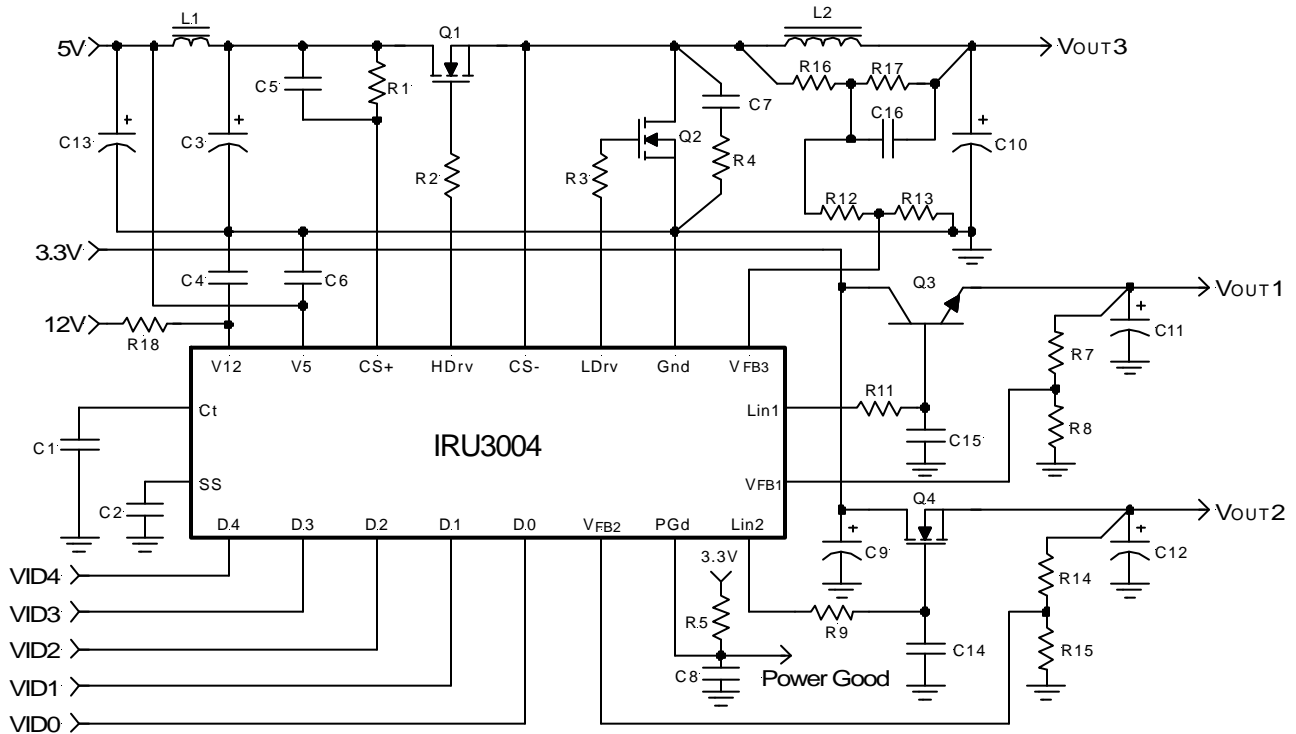 L1
Q1
L2
5V
VOUT3
R16
R17
C5
R1
C7
C16
C13
C3
Q2
C10
R2
R3
R4
R12
R13
3.3V
C4
C6
Q3
VOUT1
12V
R18
C11
R7
V12
V5
CS+
HDrv
CS-
LDrv
Gnd
VFB3
Ct
Lin1
R11
R8
C1
IRU3004
C15
SS
VFB1
C2
Q4
D.4
D.3
D.2
D.1
D.0
VFB2
PGd
Lin2
VOUT2
3.3V
C9
C12
VID4
R14
VID3
R.5
R9
VID2
C14
R15
VID1
C8
Power Good
VID0